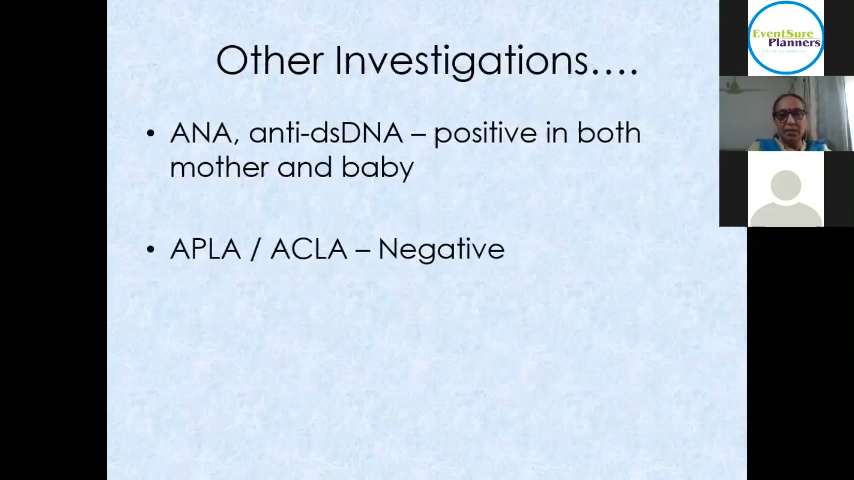 Other Investigations....
• ANA, anti-dsDNA – positive in both
mother and baby
• APLA / ACLA – Negative
EventSure
Planners